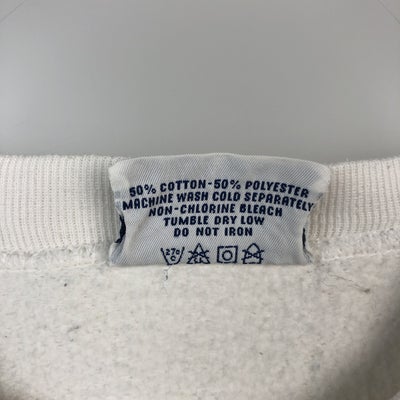 50% COTTON-50% POLYESTER
MACHINE WASH COLD SEPARATELY
NON-CHLORINE BLEACH
TUMBLE DRY LOW
DO NOT IRON